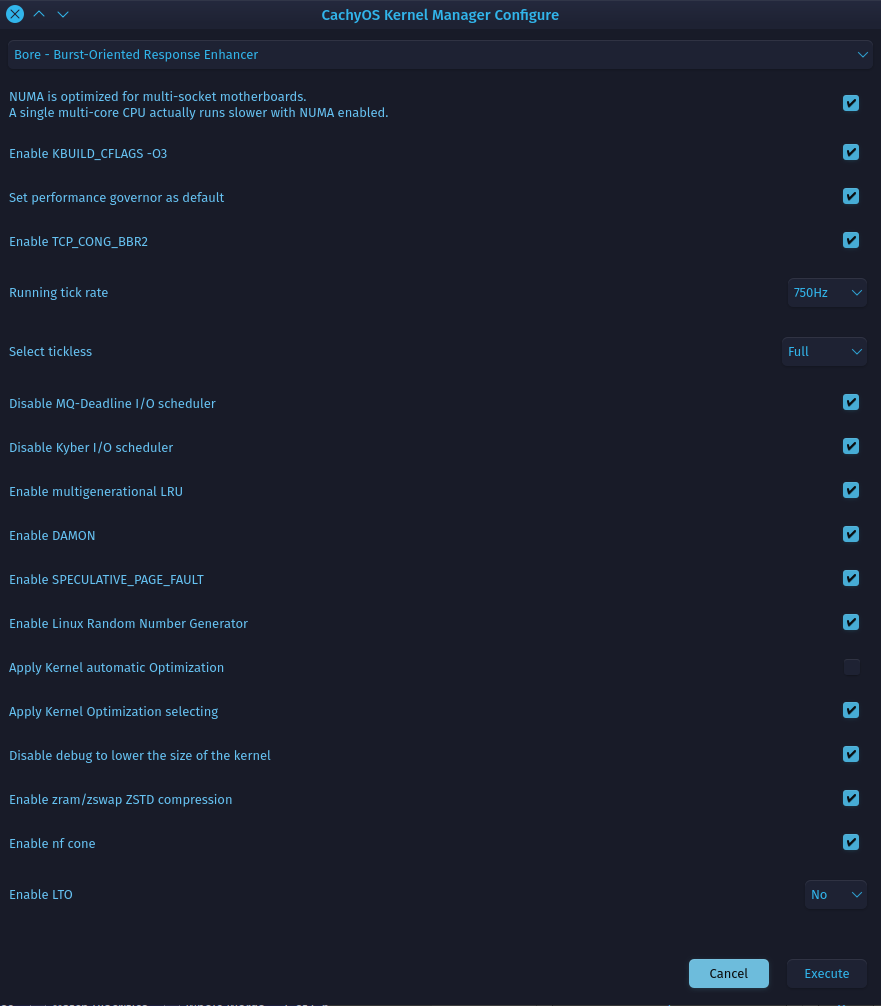 CachyOS Kernel Manager Configure
Bore - Burst-Oriented Response Enhancer
NUMA is optimized for multi-socket motherboards.
A single multi-core CPU actually runs slower with NUMA enabled.
Enable KBUILD_CFLAGS -O3
Set performance governor as default
Enable TCP_CONG_BBR2
Running tick rate 750Hz
Select tickless Full
Disable MQ-Deadline I/O scheduler
Disable Kyber I/O scheduler
Enable multigenerational LRU
Enable DAMON
Enable SPECULATIVE_PAGE_FAULT
Enable Linux Random Number Generator
Apply Kernel automatic Optimization
Apply Kernel Optimization selecting
Disable debug to lower the size of the kernel
Enable zram/zswap ZSTD compression
Enable nf cone
Enable LTO No
Cancel Execute